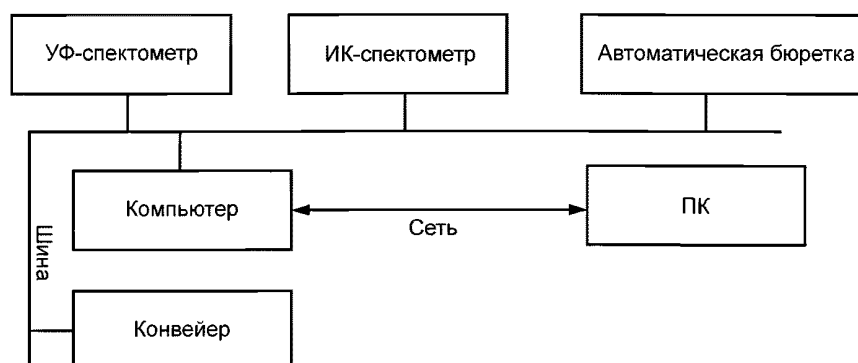 УФ-спектометр
ИК-спектометр
Автоматическая бюретка
Компьютер
Сеть
ПК
Шина
Конвейер